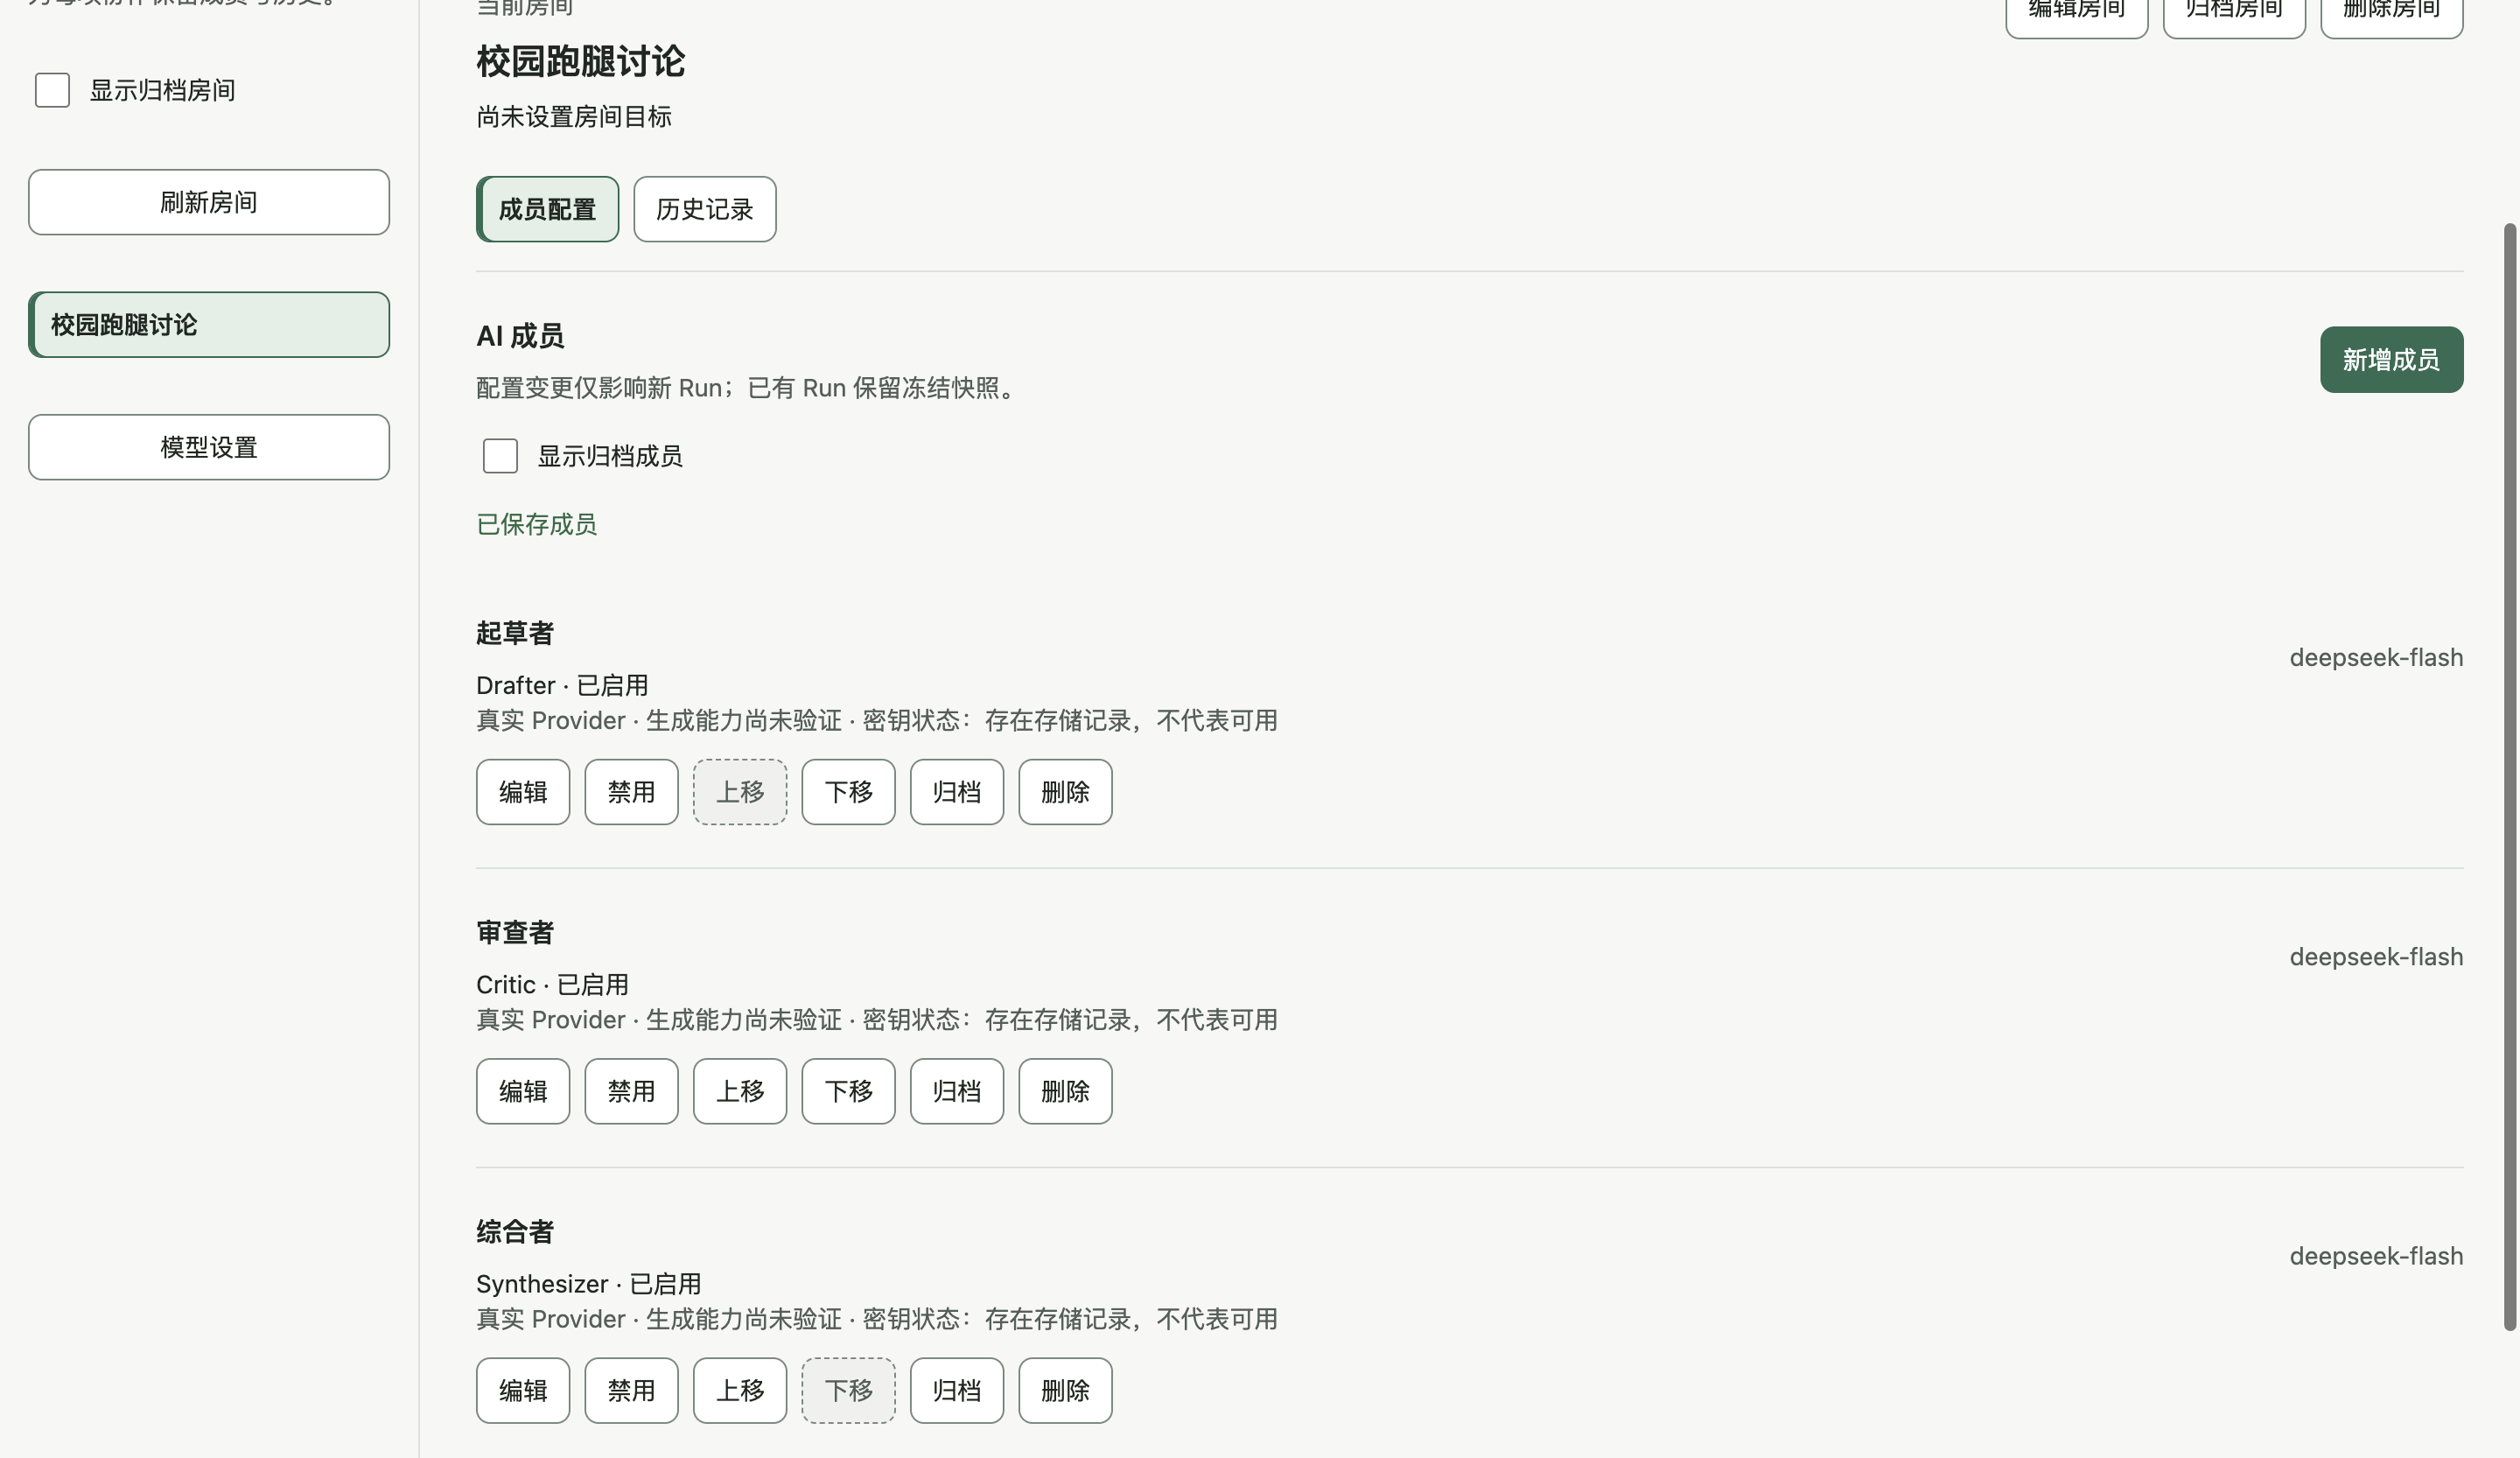 显示归档房间
刷新房间
校园跑腿讨论
模型设置
当前房间
编辑房间
归档房间
删除房间
校园跑腿讨论
尚未设置房间目标
成员配置
历史记录
AI 成员
配置变更仅影响新 Run；已有 Run 保留冻结快照。
新增成员
显示归档成员
已保存成员
起草者
deepseek-flash
Drafter · 已启用
真实 Provider · 生成能力尚未验证 · 密钥状态：存在存储记录，不代表可用
编辑
禁用
上移
下移
归档
删除
审查者
deepseek-flash
Critic · 已启用
真实 Provider · 生成能力尚未验证 · 密钥状态：存在存储记录，不代表可用
编辑
禁用
上移
下移
归档
删除
综合者
deepseek-flash
Synthesizer · 已启用
真实 Provider · 生成能力尚未验证 · 密钥状态：存在存储记录，不代表可用
编辑
禁用
上移
下移
归档
删除